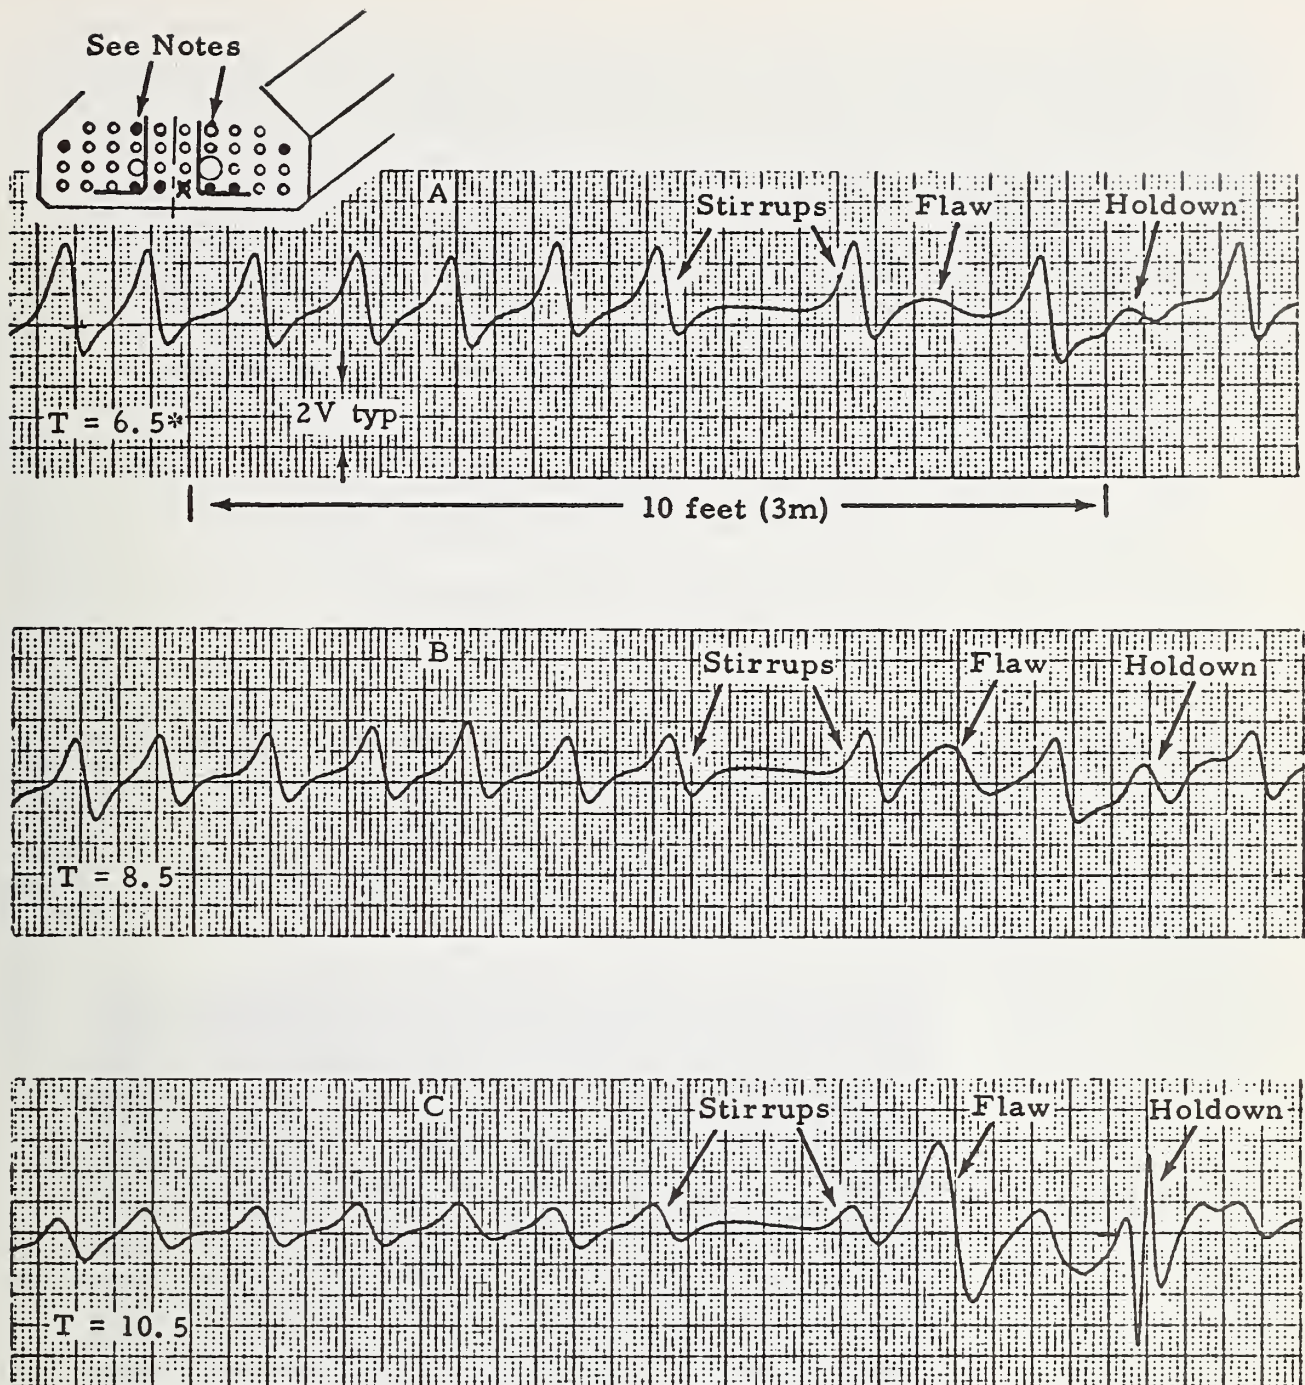 See Notes
A
Stirrups Flaw Holdown
T = 6.5*
2V typ
10 feet (3m)
B
Stirrups Flaw Holdown
T = 8.5
C
Stirrups Flaw Holdown
T = 10.5